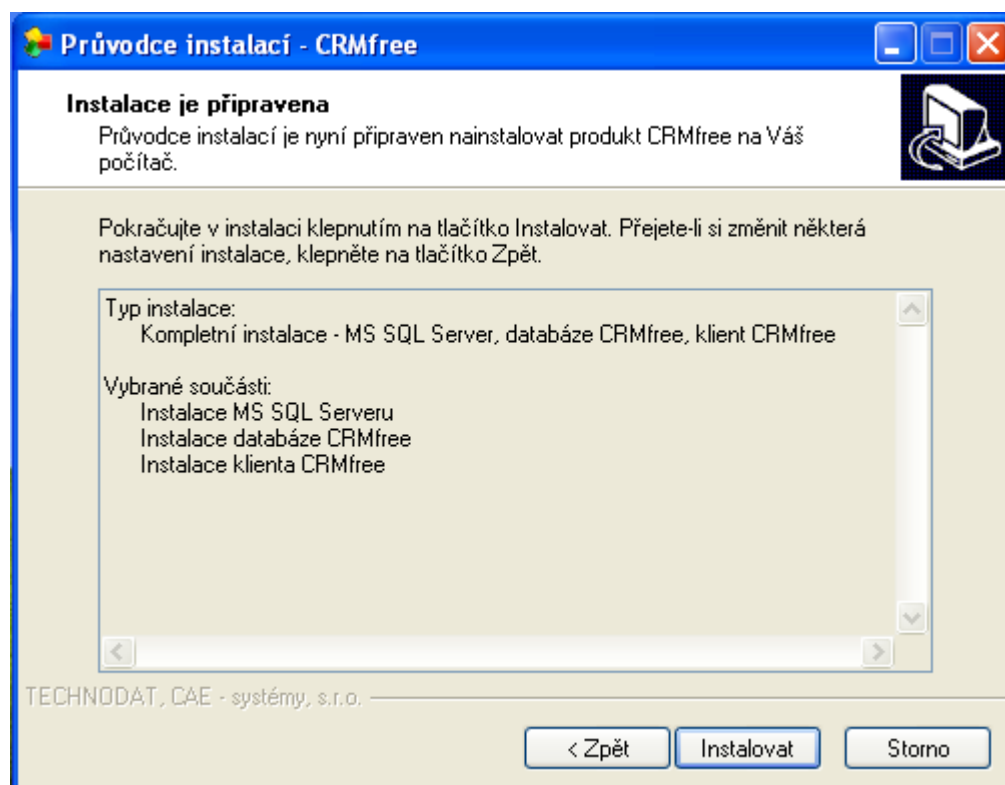 Průvodce instalací - CRMfree
Instalace je připravena
Průvodce instalací je nyní připraven nainstalovat produkt CRMfree na Váš
počítač.
Pokračujte v instalaci klepnutím na tlačítko Instalovat. Přejete-li si změnit některá
nastavení instalace, klepněte na tlačítko Zpět.
Typ instalace:
Kompletní instalace - MS SQL Server, databáze CRMfree, klient CRMfree
Vybrané součásti:
Instalace MS SQL Serveru
Instalace databáze CRMfree
Instalace klienta CRMfree
TECHNODAT, CAE - systémy, s.r.o.
< Zpět
Instalovat
Storno